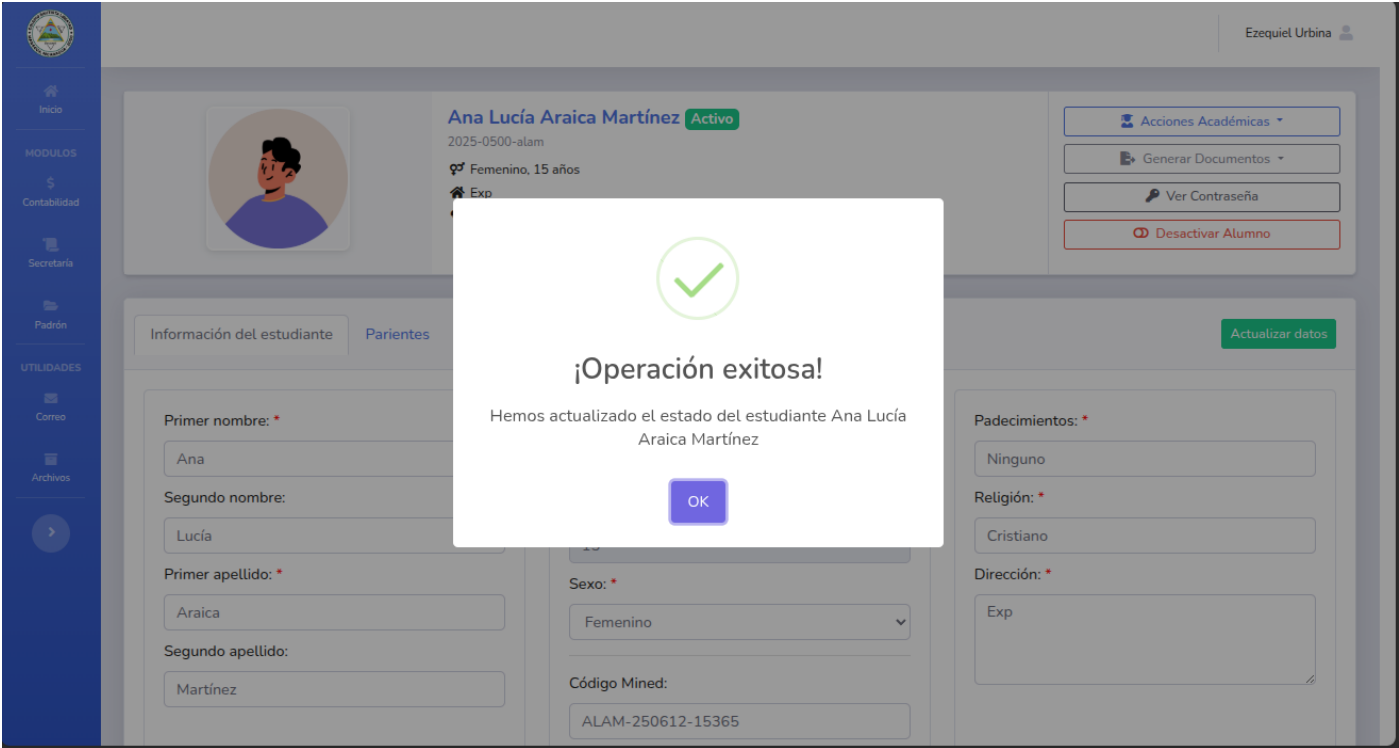 Ezequiel Urbina
Inicio
MODULOS
Contabilidad
Secretaría
Padrón
UTILIDADES
Correo
Archivos
Ana Lucía Araica Martínez Activo
2025-0500-alam
Femenino, 15 años
Exp
Acciones Académicas
Generar Documentos
Ver Contraseña
Desactivar Alumno
Información del estudiante
Parientes
Actualizar datos
¡Operación exitosa!
Hemos actualizado el estado del estudiante Ana Lucía
Araica Martínez
OK
Primer nombre: *
Ana
Segundo nombre:
Lucía
Primer apellido: *
Araica
Segundo apellido:
Martínez
Sexo: *
Femenino
Código Mined:
ALAM-250612-15365
Padecimientos: *
Ninguno
Religión: *
Cristiano
Dirección: *
Exp